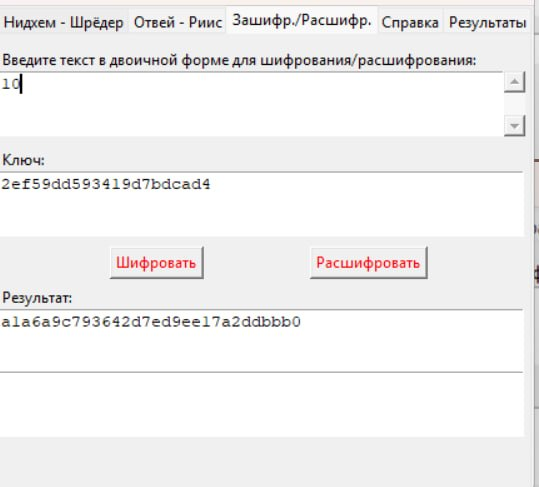 Нидхем - Шрёдер Отвей - Риис Зашифр./Расшифр. Справка Результаты
Введите текст в двоичной форме для шифрования/расшифрования:
10
Ключ:
2ef59dd593419d7bdcad4
Шифровать Расшифровать
Результат:
a1a6a9c793642d7ed9ee17a2ddbbb0